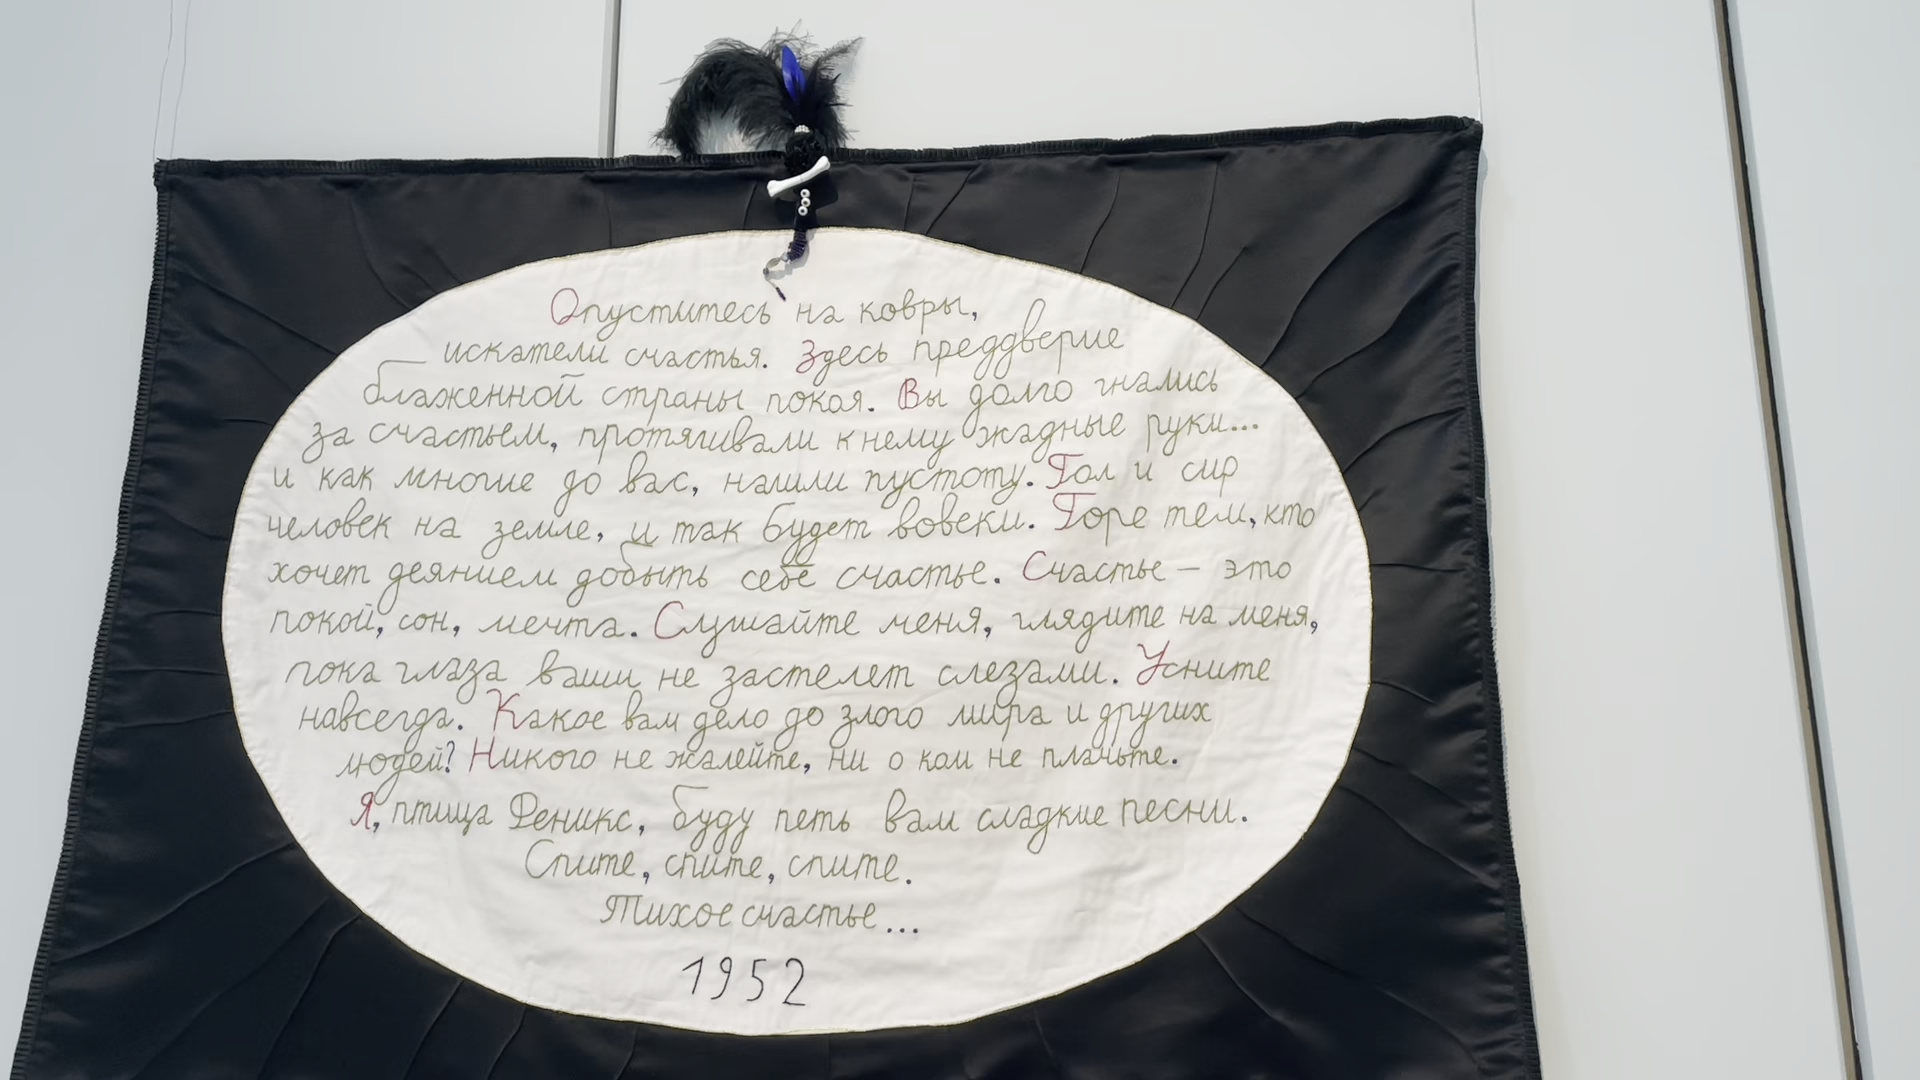 Опуститесь на ковры,
искатели счастья. Здесь преддверие
блаженной страны покоя. Вы долго гнались
за счастьем, протягивали к нему жадные руки...
и как многие до вас, нашли пустоту. Гол и сир
человек на земле, и так будет вовеки. Горе тем, кто
хочет деянием добыть себе счастье. Счастье – это
покой, сон, мечта. Слушайте меня, глядите на меня,
пока глаза ваши не застелет слезами. Усните
навсегда. Какое вам дело до злого мира и других
людей? Никого не жалейте, ни о ком не плачьте.
Я, птица Феникс, буду петь вам сладкие песни.
Спите, спите, спите.
Тихое счастье...
1952